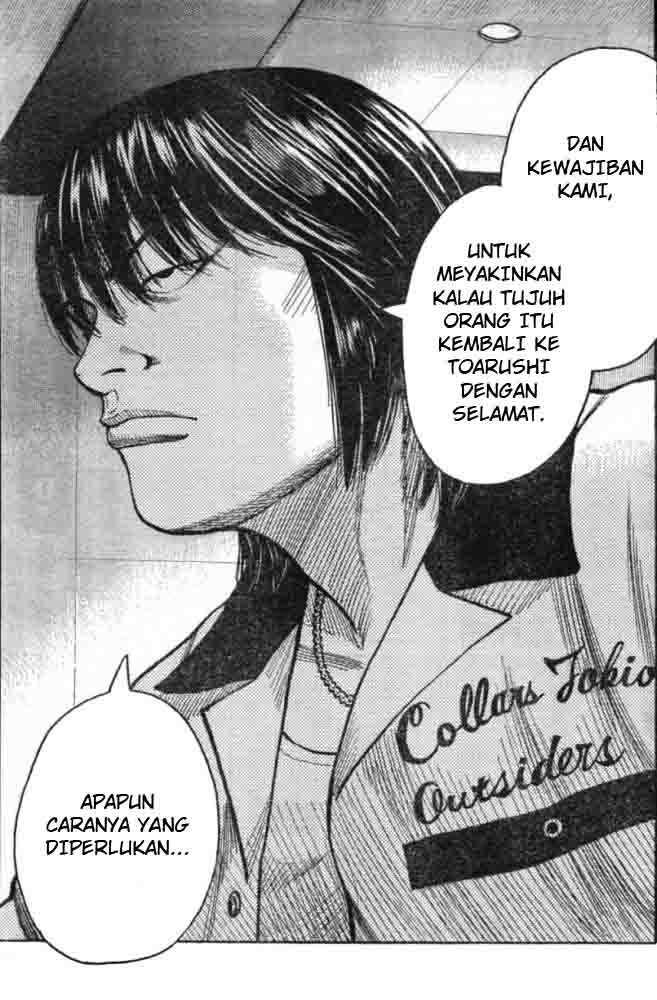 DAN
KEWAJIBAN
KAMI,
UNTUK
MEYAKINKAN
KALAU TUJUH
ORANG ITU
KEMBALI KE
TOARUSHI
DENGAN
SELAMAT.
Collars Tokio
Outsiders
APAPUN
CARANYA YANG
DIPERLUKAN...